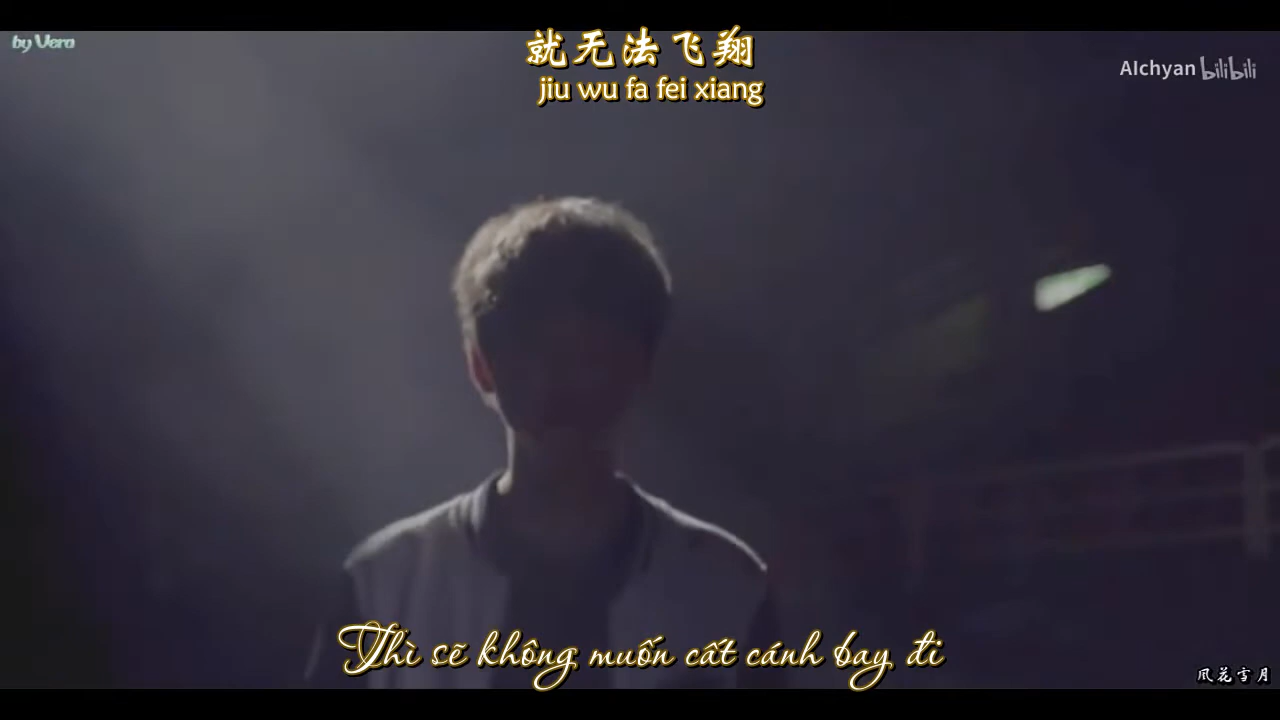 by Vera
就无法飞翔
jiu wu fa fei xiang
AIchyan bilibili
Thì sẽ không muốn cất cánh bay đi
风花雪月